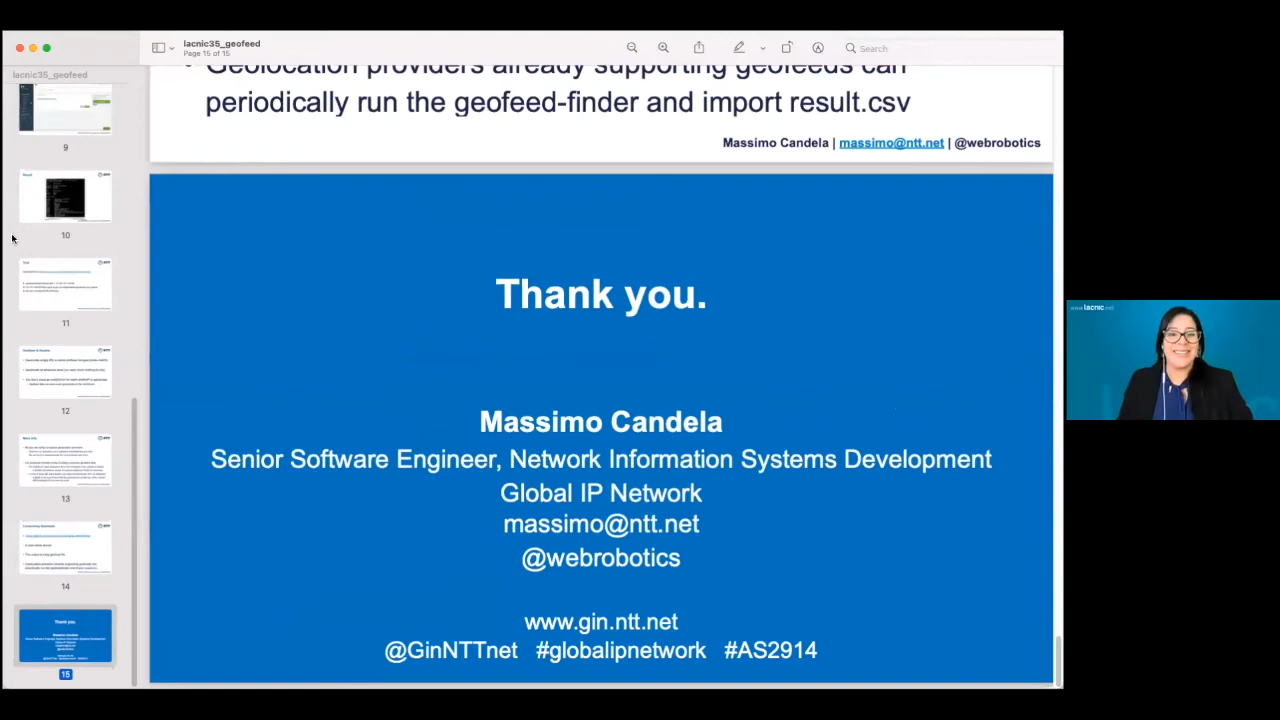 lacnic35_geofeed
Page 15 of 15
Search
lacnic35_geofeed
Geolocation providers already supporting geofeeds can
periodically run the geofeed-finder and import result.csv
Massimo Candela | massimo@ntt.net | @webrobotics
9
10
11
12
13
14
15
Thank you.
Massimo Candela
Senior Software Engineer, Network Information Systems Development
Global IP Network
massimo@ntt.net
@webrobotics
www.gin.ntt.net
@GinNTTnet #globalipnetwork #AS2914
www.lacnic.net